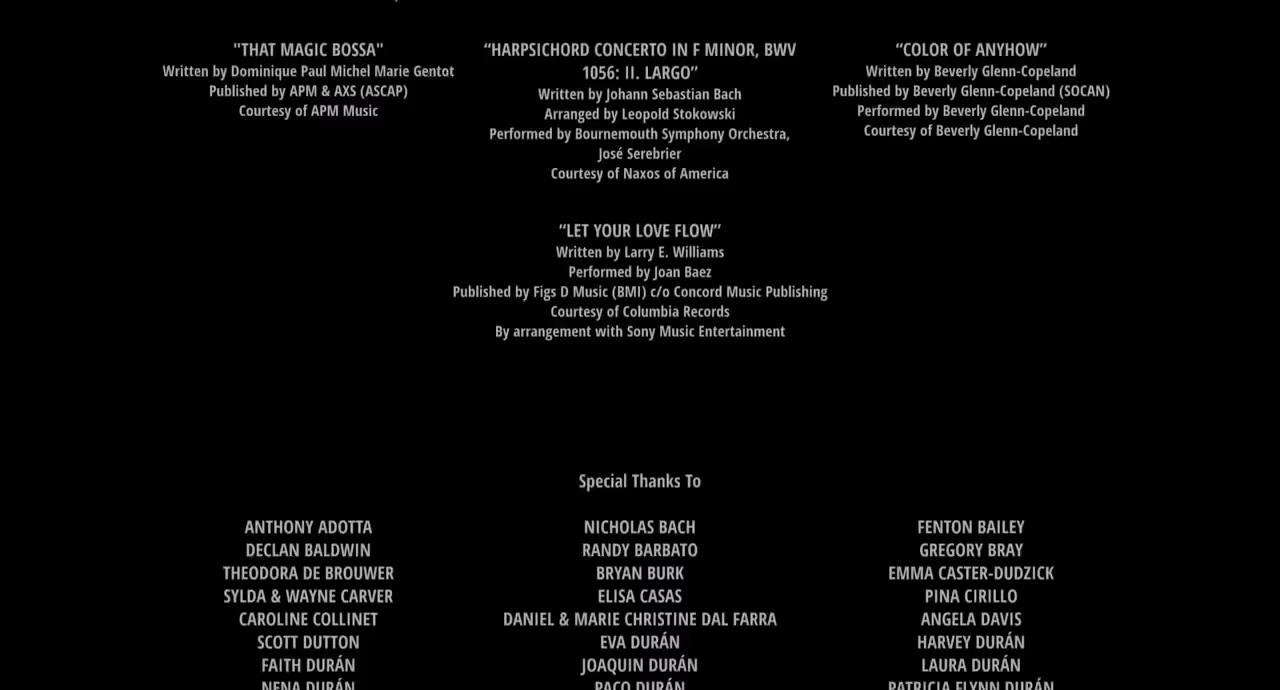 "THAT MAGIC BOSSA"
Written by Dominique Paul Michel Marie Gentot
Published by APM & AXS (ASCAP)
Courtesy of APM Music
“HARPSICHORD CONCERTO IN F MINOR, BWV
1056: II. LARGO”
Written by Johann Sebastian Bach
Arranged by Leopold Stokowski
Performed by Bournemouth Symphony Orchestra,
José Serebrier
Courtesy of Naxos of America
“COLOR OF ANYHOW”
Written by Beverly Glenn-Copeland
Published by Beverly Glenn-Copeland (SOCAN)
Performed by Beverly Glenn-Copeland
Courtesy of Beverly Glenn-Copeland
“LET YOUR LOVE FLOW”
Written by Larry E. Williams
Performed by Joan Baez
Published by Figs D Music (BMI) c/o Concord Music Publishing
Courtesy of Columbia Records
By arrangement with Sony Music Entertainment
Special Thanks To
ANTHONY ADOTTA
NICHOLAS BACH
FENTON BAILEY
DECLAN BALDWIN
RANDY BARBATO
GREGORY BRAY
THEODORA DE BROUWER
BRYAN BURK
EMMA CASTER-DUDZICK
SYLDA & WAYNE CARVER
ELISA CASAS
PINA CIRILLO
CAROLINE COLLINET
DANIEL & MARIE CHRISTINE DAL FARRA
ANGELA DAVIS
SCOTT DUTTON
EVA DURÁN
HARVEY DURÁN
FAITH DURÁN
JOAQUIN DURÁN
LAURA DURÁN
NENA DURÁN
PACO DURÁN
PATRICIA FLYNN DURÁN